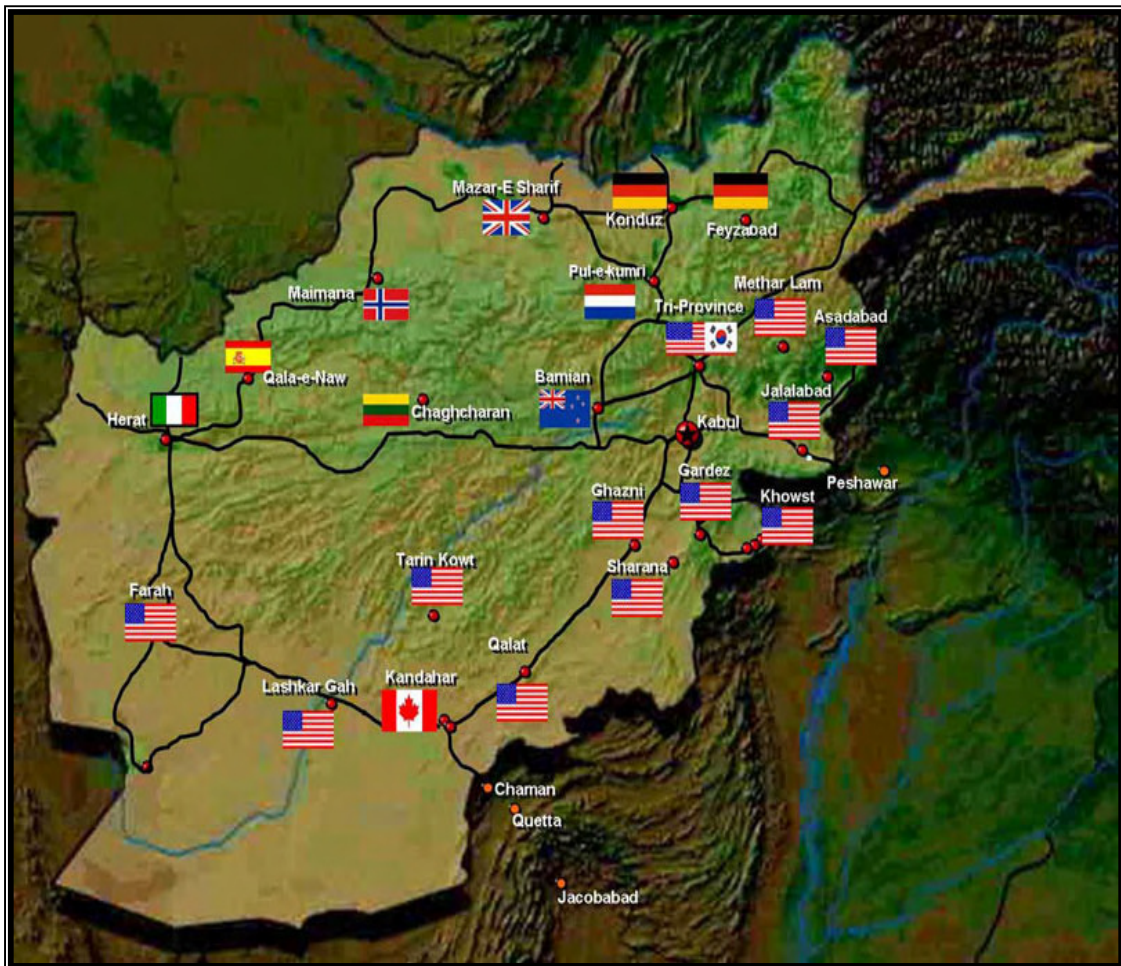 Mazar-E Sharif
Konduz
Feyzabad
Pul-e-kumri
Methar Lam
Maimana
Tri-Province
Asadabad
Qala-e-Naw
Bamian
Jalalabad
Herat
Chaghcharan
Kabul
Gardez
Peshawar
Ghazni
Khowst
Tarin Kowt
Sharana
Farah
Qalat
Lashkar Gah
Kandahar
Chaman
Quetta
Jacobabad